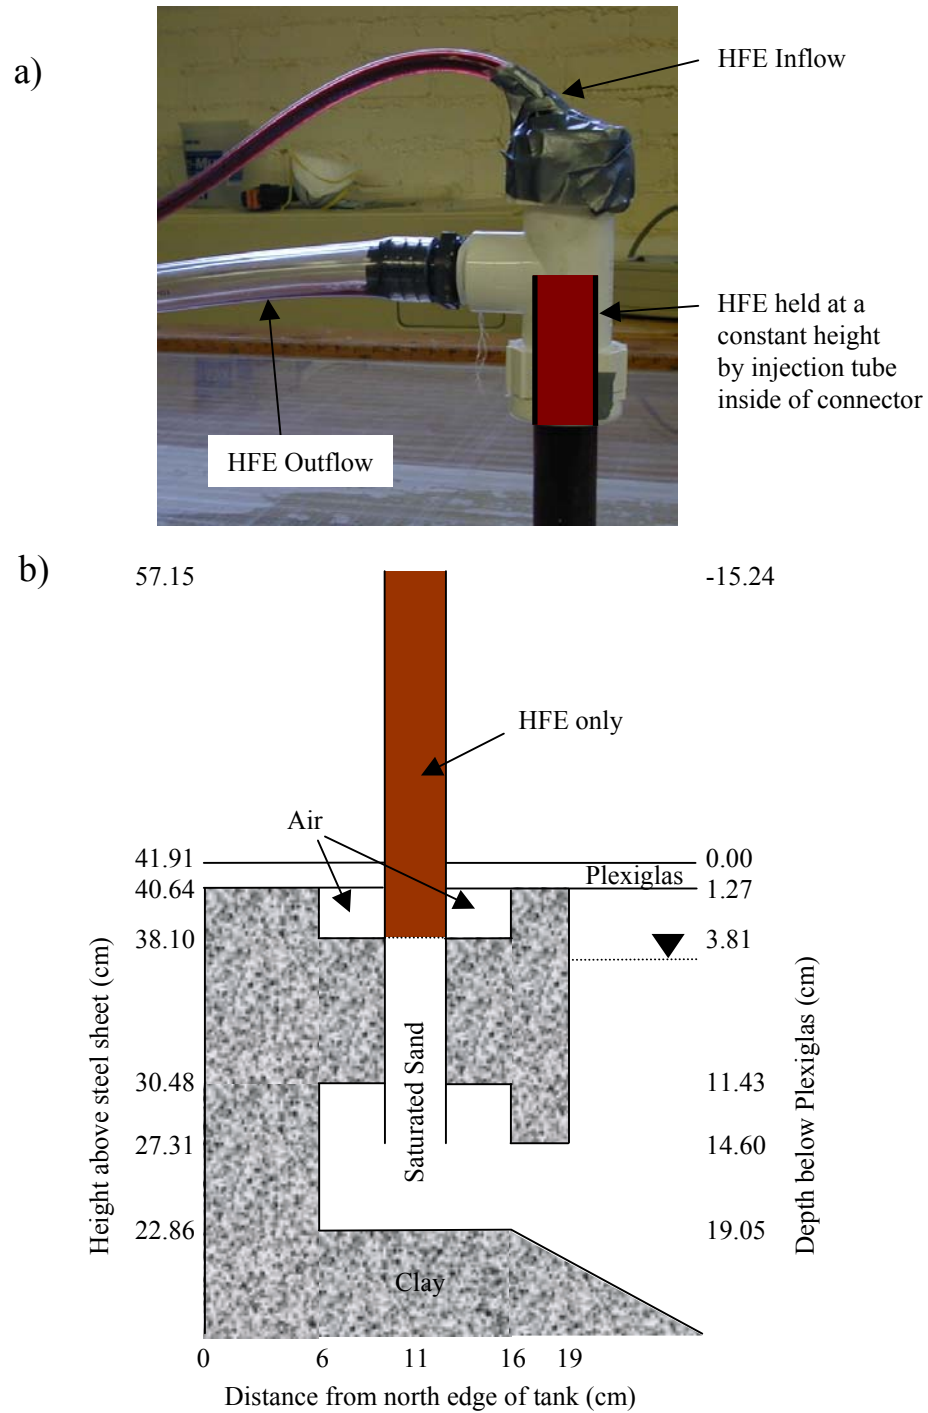 a)
HFE Inflow
HFE held at a
constant height
by injection tube
inside of connector
HFE Outflow
b)
57.15
-15.24
HFE only
Air
41.91
0.00
Plexiglas
40.64
1.27
38.10
3.81
Height above steel sheet (cm)
Depth below Plexiglas (cm)
Saturated Sand
30.48
11.43
27.31
14.60
22.86
19.05
Clay
0
6
11
16
19
Distance from north edge of tank (cm)